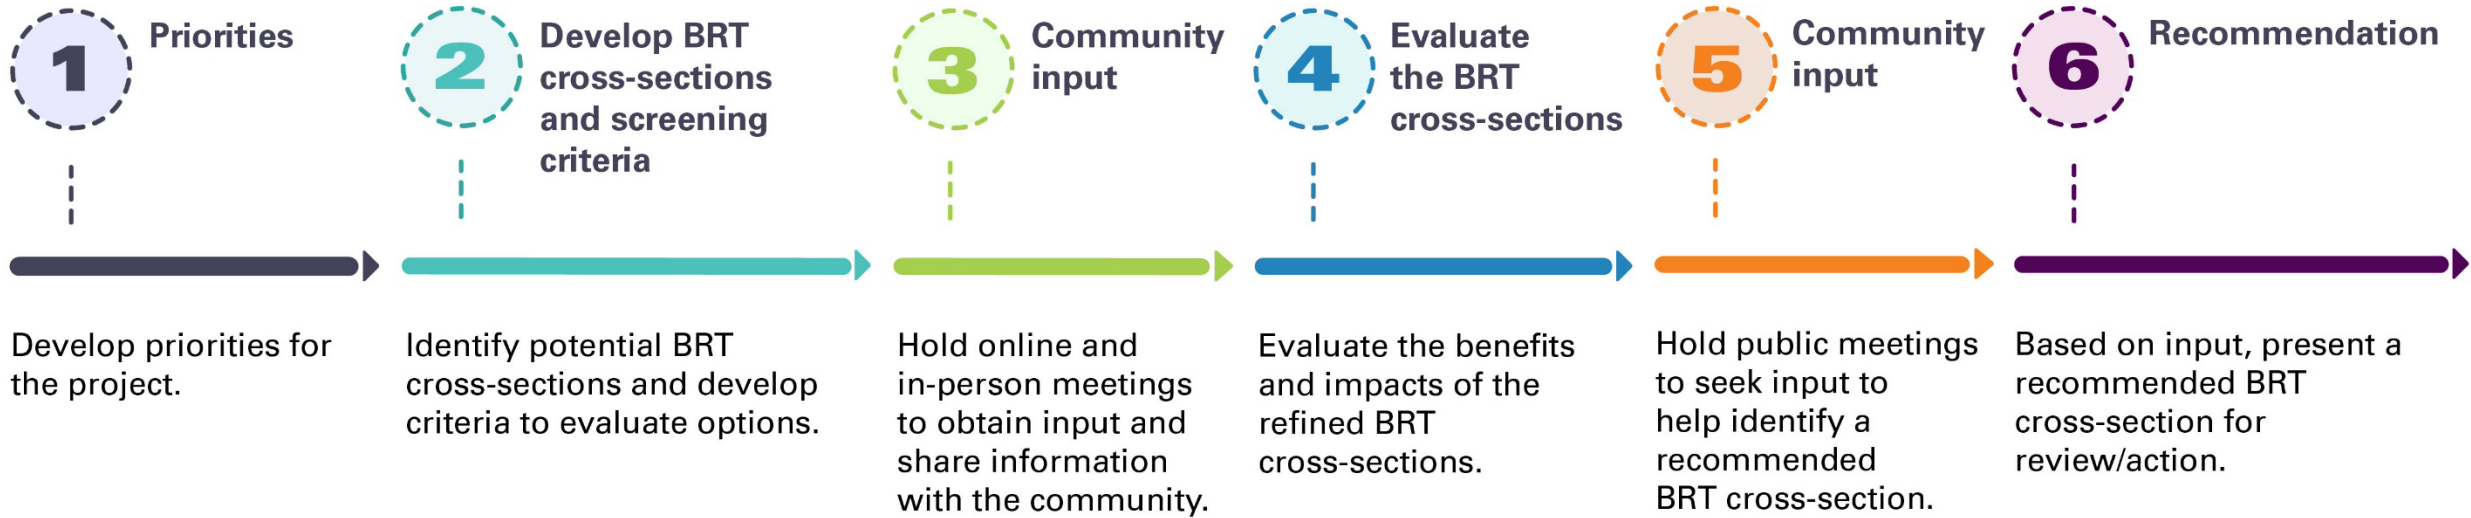 1
Priorities
Develop priorities for
the project.
2
Develop BRT
cross-sections
and screening
criteria
Identify potential BRT
cross-sections and develop
criteria to evaluate options.
3
Community
input
Hold online and
in-person meetings
to obtain input and
share information
with the community.
4
Evaluate
the BRT
cross-sections
Evaluate the benefits
and impacts of the
refined BRT
cross-sections.
5
Community
input
Hold public meetings
to seek input to
help identify a
recommended
BRT cross-section.
6
Recommendation
Based on input, present a
recommended BRT
cross-section for
review/action.